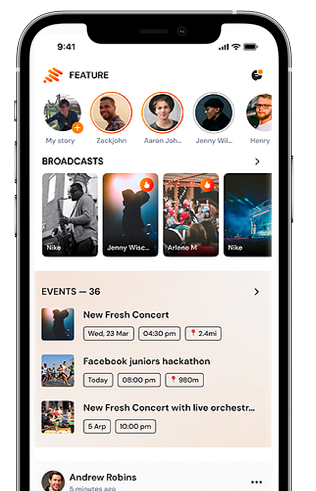 9:41
FEATURE
My story
Zackjohn
Aaron Joh...
Jenny Wil...
Henry
BROADCASTS
Nike
Jenny Wisc...
Arlene M
Nike
EVENTS — 36
New Fresh Concert
Wed, 23 Mar
04:30 pm
2.4mi
Facebook juniors hackathon
Today
08:00 pm
980m
New Fresh Concert with live orchestr...
5 Arp
10:00 pm
Andrew Robins
5 minutes ago